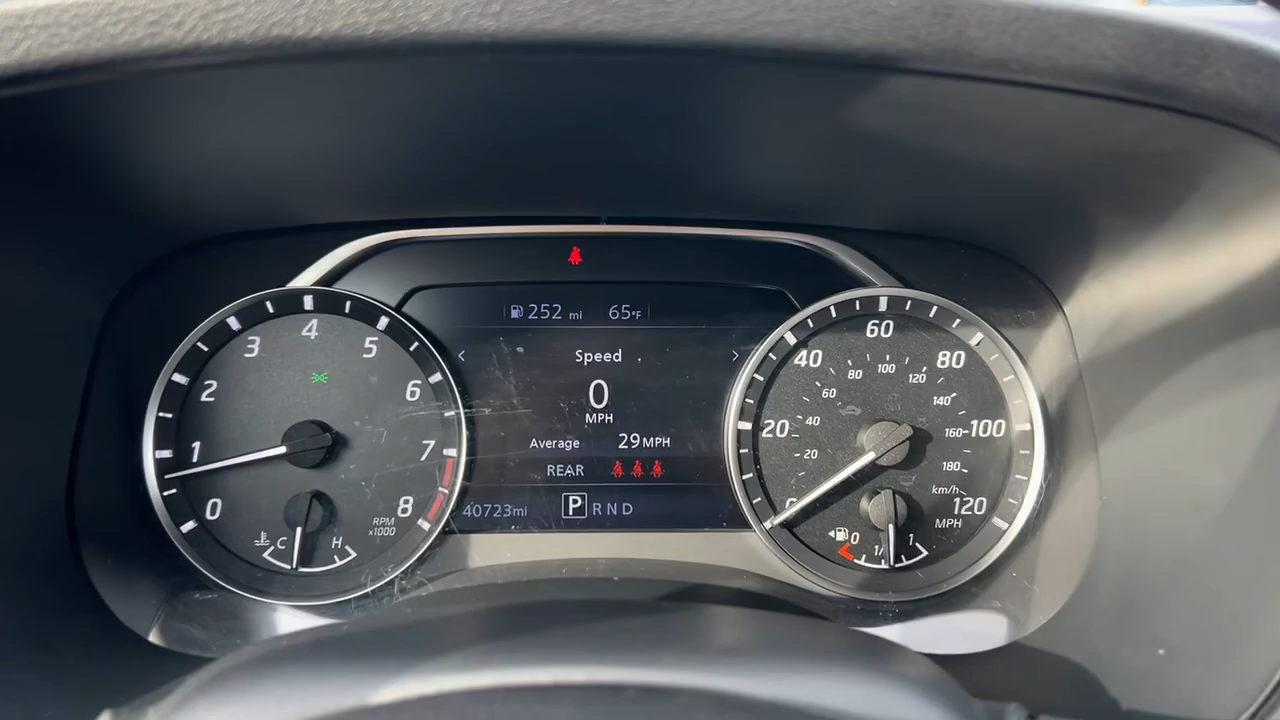 252 mi 65°F
< Speed >
0
MPH
Average 29 MPH
REAR
40723mi P R N D
0 1 2 3 4 5 6 7 8
RPM
x1000
C H
20 40 60 80 100 120
MPH
20 40 60 80 100 120 140 160 180
km/h
0 1